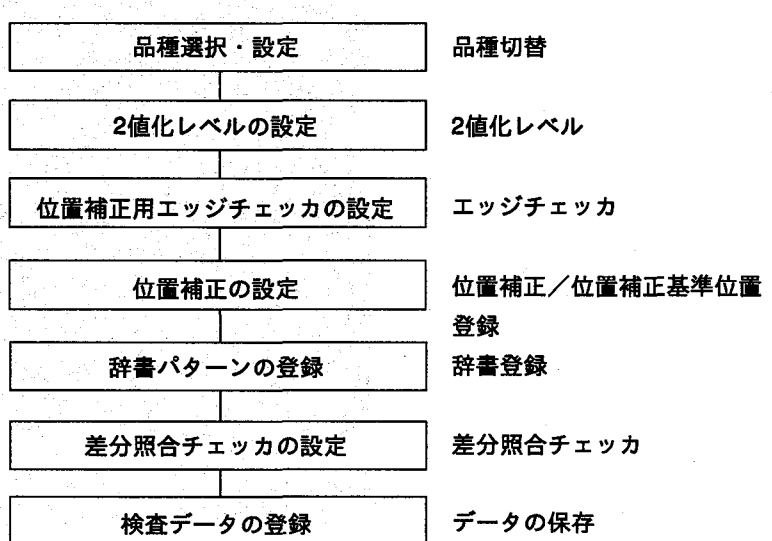 品種選択・設定 品種切替
2値化レベルの設定 2値化レベル
位置補正用エッジチェッカの設定 エッジチェッカ
位置補正の設定 位置補正／位置補正基準位置
登録
辞書パターンの登録 辞書登録
差分照合チェッカの設定 差分照合チェッカ
検査データの登録 データの保存